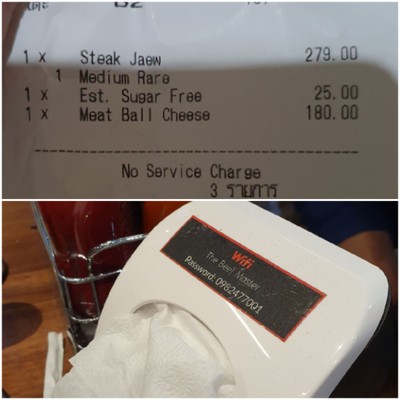 1 x Steak Jaew 279.00
1 Medium Rare
1 x Est. Sugar Free 25.00
1 x Meat Ball Cheese 180.00
No Service Charge
3 รายการ
Wifi
The Beef Master
Password: 0982477001